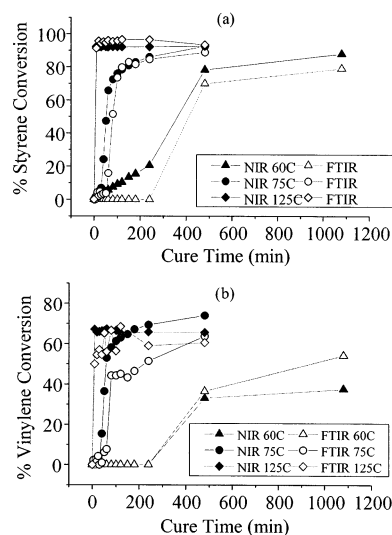 (a)
100
80
60
40
20
0
% Styrene Conversion
NIR 60C FTIR
NIR 75C FTIR
NIR 125C FTIR
0 200 400 600 800 1000
Cure Time (min)
(b)
80
60
40
20
0
% Vinylene Conversion
NIR 60C FTIR 60C
NIR 75C FTIR 75C
NIR 125C FTIR 125C
0 200 400 600 800 1000
Cure Time (min)